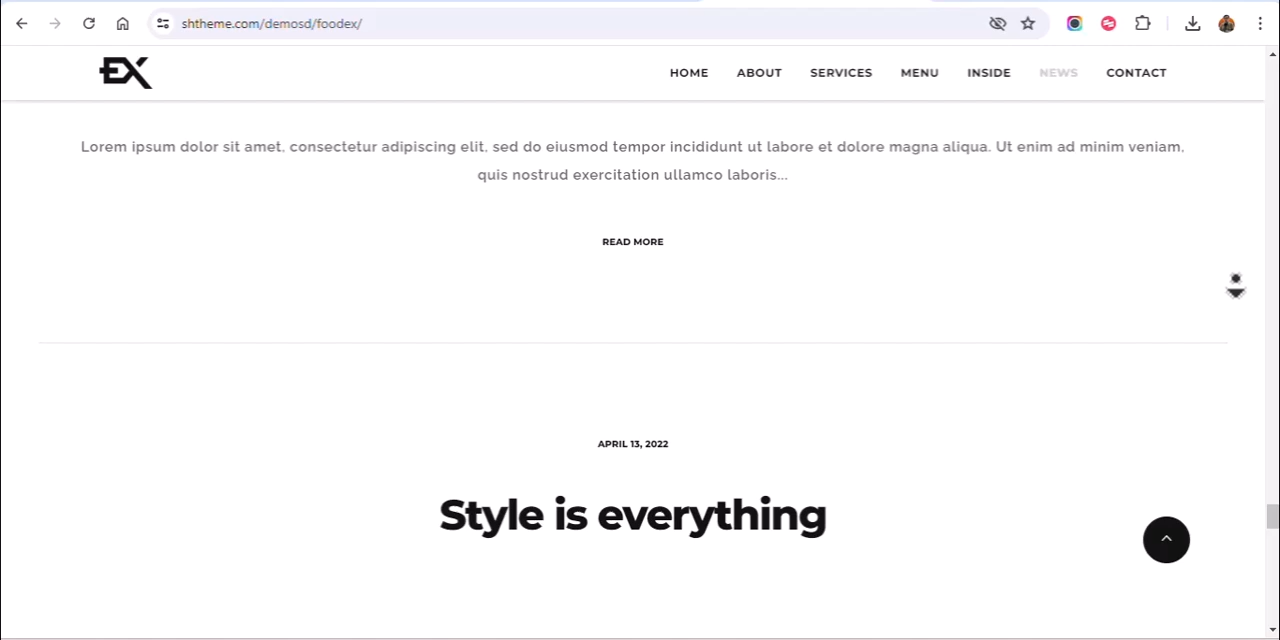 shtheme.com/demosd/foodex/
EX
HOME ABOUT SERVICES MENU INSIDE NEWS CONTACT
Lorem ipsum dolor sit amet, consectetur adipiscing elit, sed do eiusmod tempor incididunt ut labore et dolore magna aliqua. Ut enim ad minim veniam,
quis nostrud exercitation ullamco laboris...
READ MORE
APRIL 13, 2022
Style is everything